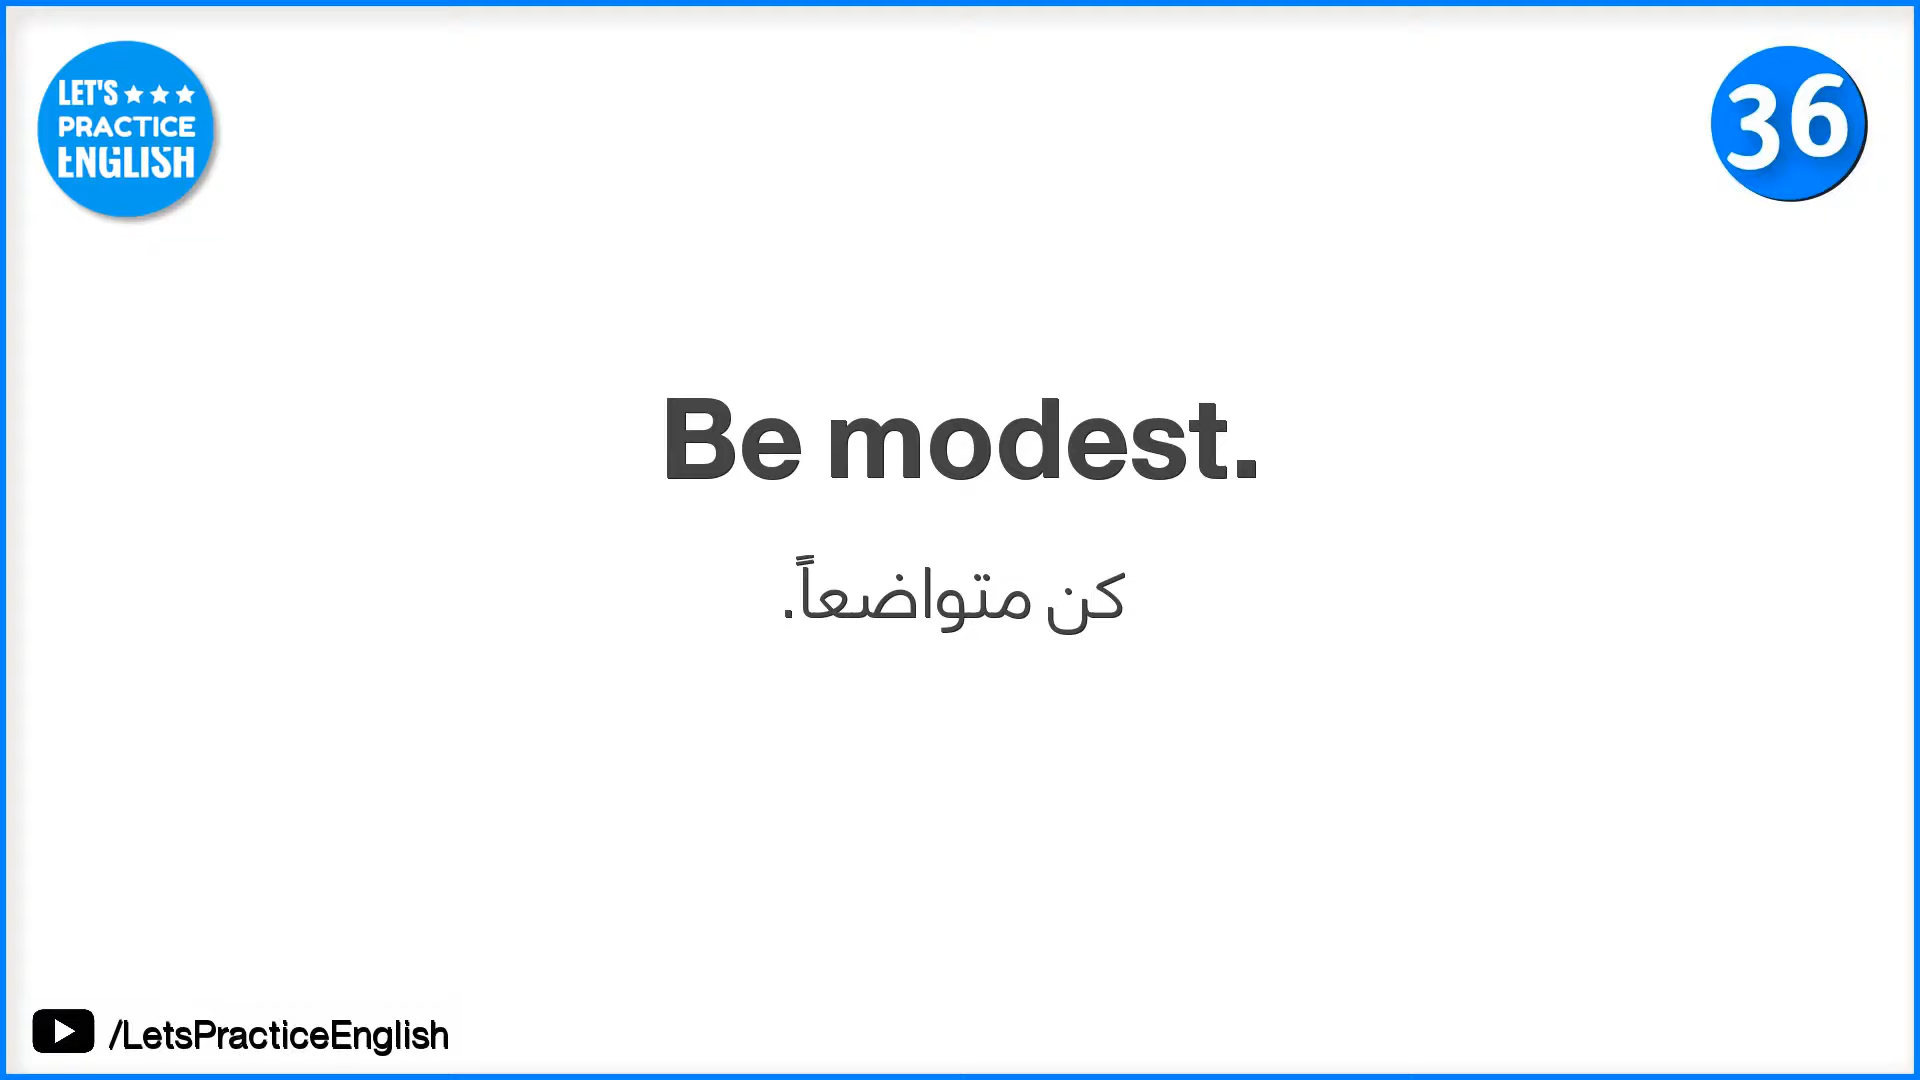 LET'S
PRACTICE
ENGLISH
36
Be modest.
كن متواضعاً.
/LetsPracticeEnglish